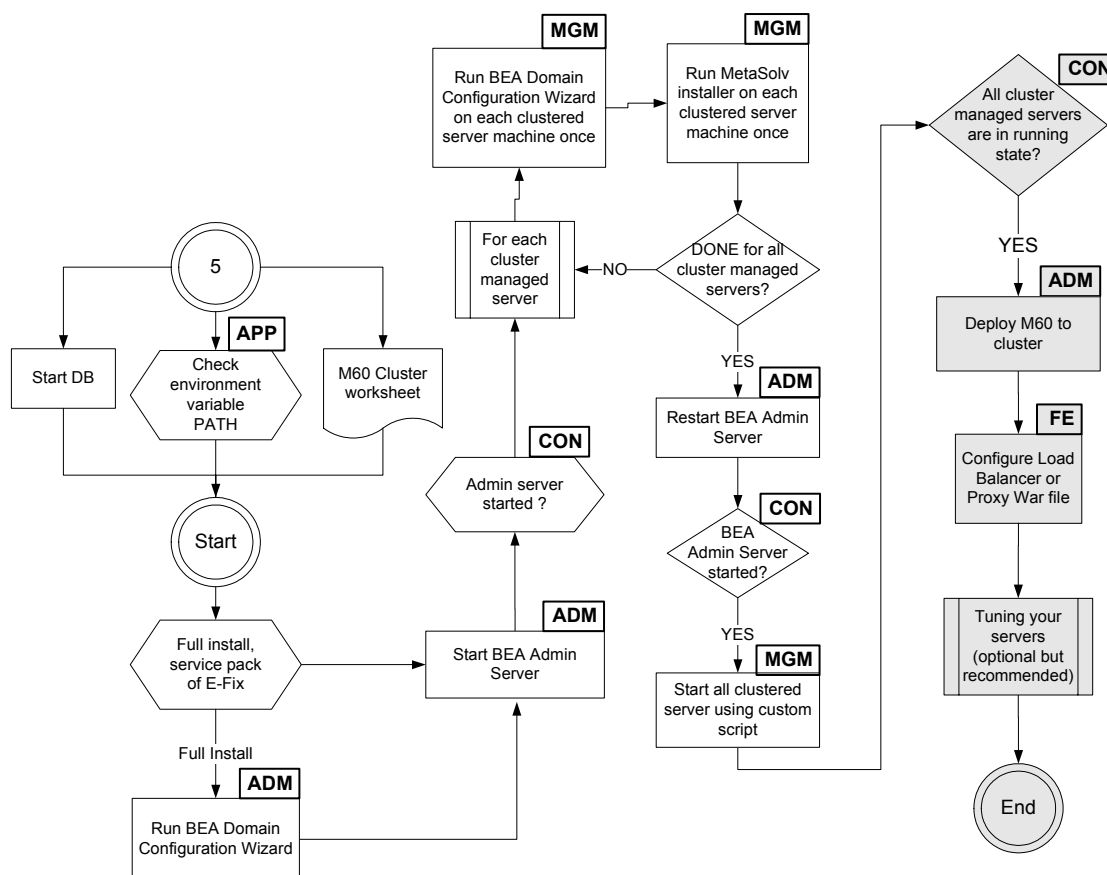 5
Start DB
APP
Check
environment
variable
PATH
M60 Cluster
worksheet
Start
Full install,
service pack
of E-Fix
Full Install
ADM
Run BEA Domain
Configuration Wizard
ADM
Start BEA Admin
Server
CON
Admin server
started ?
For each
cluster
managed
server
MGM
Run BEA Domain
Configuration Wizard
on each clustered
server machine once
MGM
Run MetaSolv
installer on each
clustered server
machine once
DONE for all
cluster managed
servers?
NO
YES
ADM
Restart BEA Admin
Server
CON
BEA
Admin Server
started?
YES
MGM
Start all clustered
server using custom
script
CON
All cluster
managed servers
are in running
state?
YES
ADM
Deploy M60 to
cluster
FE
Configure Load
Balancer or
Proxy War file
Tuning your
servers
(optional but
recommended)
End